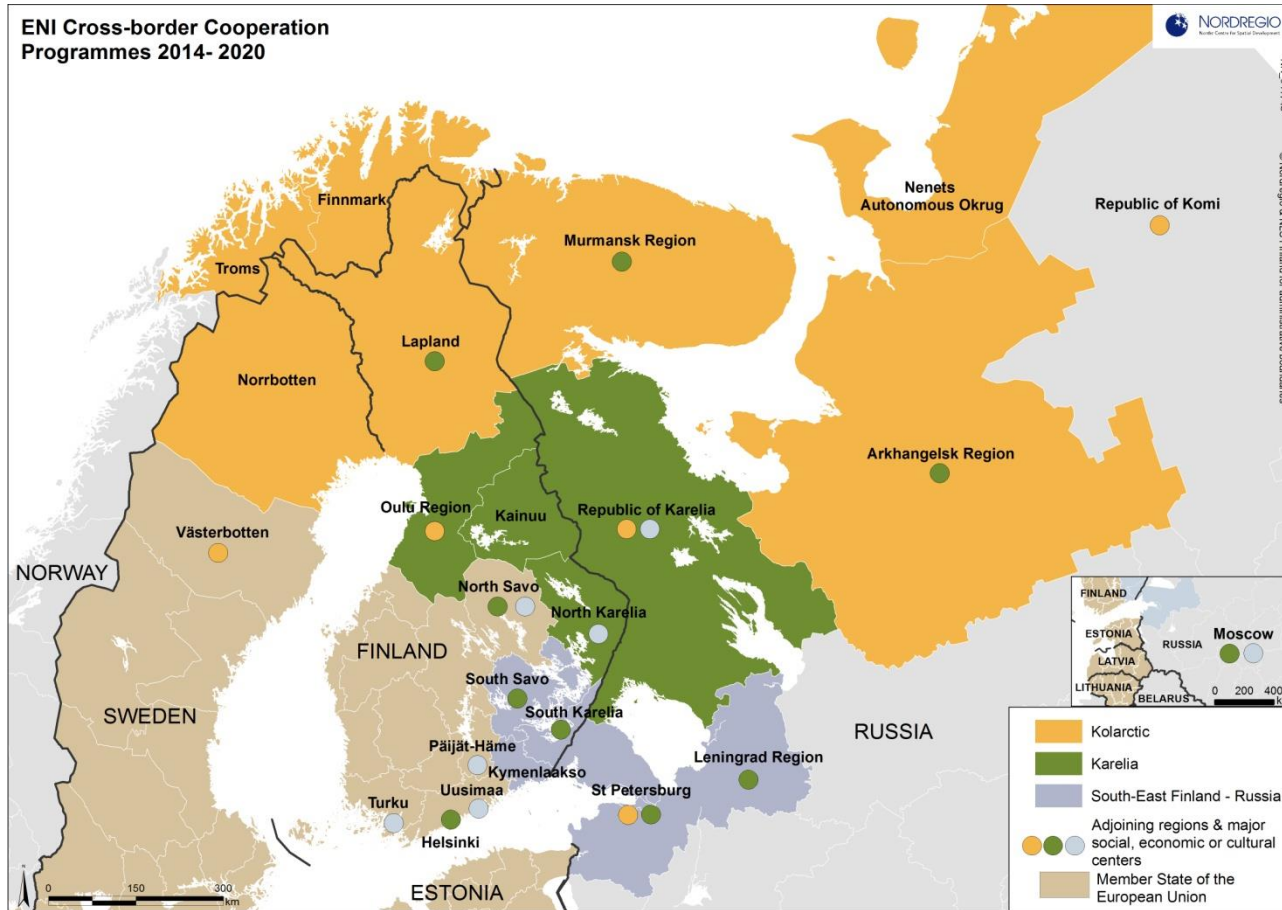 ENI Cross-border Cooperation
Programmes 2014- 2020
NORDREGIO
Nordic Centre for Spatial Development
Finnmark
Troms
Murmansk Region
Nenets
Autonomous Okrug
Republic of Komi
Lapland
Norrbotten
Arkhangelsk Region
Oulu Region
Kainuu
Republic of Karelia
Västerbotten
NORWAY
North Savo
North Karelia
FINLAND
South Savo
SWEDEN
South Karelia
RUSSIA
Päijät-Häme
Kymenlaakso
Leningrad Region
Uusimaa
St Petersburg
Turku
Helsinki
ESTONIA
0 150 300
km
FINLAND
ESTONIA
RUSSIA
Moscow
LATVIA
LITHUANIA
BELARUS
0 200 400
Kolarctic
Karelia
South-East Finland - Russia
Adjoining regions & major
social, economic or cultural
centers
Member State of the
European Union